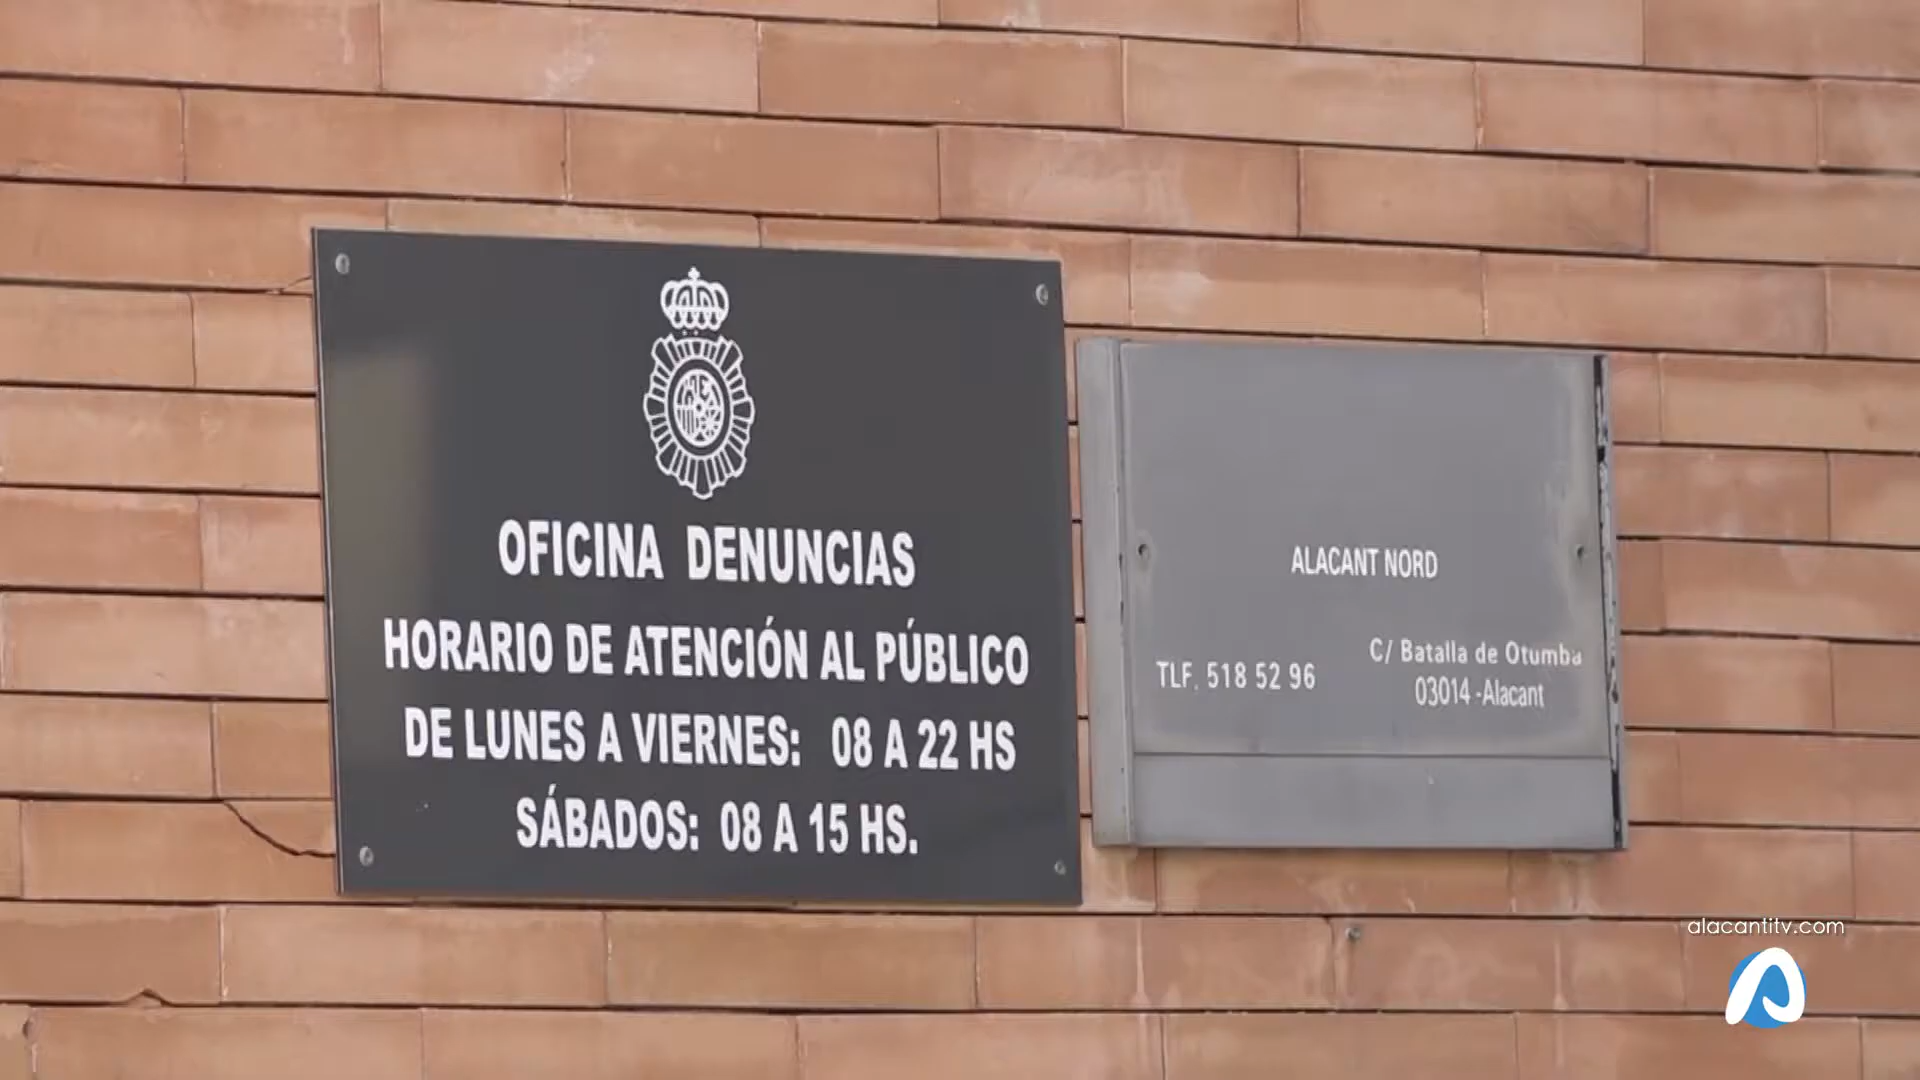 OFICINA DENUNCIAS
HORARIO DE ATENCIÓN AL PÚBLICO
DE LUNES A VIERNES: 08 A 22 HS
SÁBADOS: 08 A 15 HS.
ALACANT NORD
TLF. 518 52 96
C/ Batalla de Otumba
03014 -Alacant
alacantitv.com